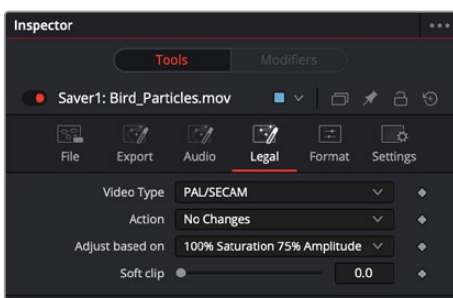 Inspector
Tools Modifiers
Saver1: Bird_Particles.mov
File Export Audio Legal Format Settings
Video Type PAL/SECAM
Action No Changes
Adjust based on 100% Saturation 75% Amplitude
Soft clip 0.0